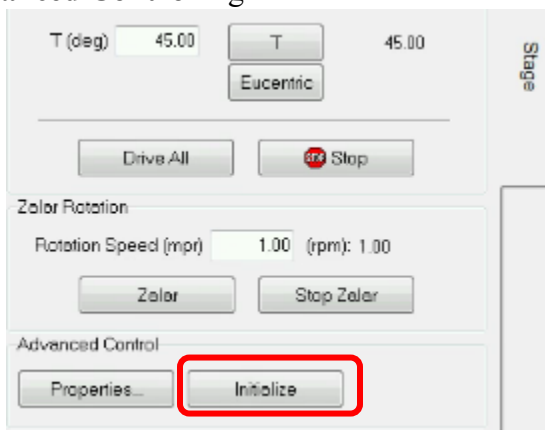 T (deg) 45.00 T 45.00
Eucentric
Drive All Stop
Zalar Rotation
Rotation Speed (mpr) 1.00 (rpm): 1.00
Zalar Stop Zalar
Advanced Control
Properties... Initialize
Stage